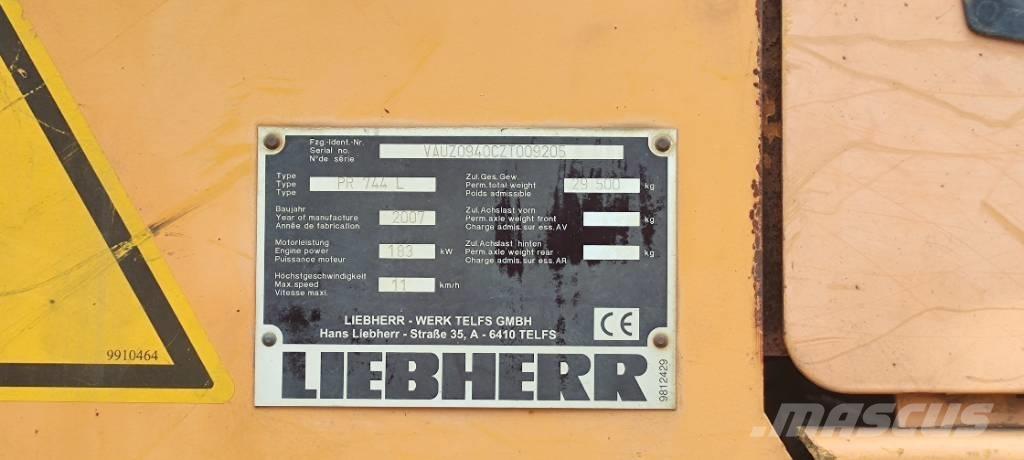 Fzg.-Ident.-Nr.
Serial no. VAUZ0940CZT009205
N°de série
Type
Type PR 744 L
Type
Zul.Ges.Gew.
Perm.total weight 29 500 kg
Poids admissible
Baujahr
Year of manufacture 2007
Année de fabrication
Zul.Achslast vorn
Perm.axle weight front kg
Charge admis.sur ess.AV
Motorleistung
Engine power 183 kW
Puissance moteur
Zul.Achslast hinten
Perm.axle weight rear kg
Charge admis.sur ess.AR
Höchstgeschwindigkeit
Max.speed 11 km/h
Vitesse maxi.
LIEBHERR - WERK TELFS GMBH
Hans Liebherr - Straße 35, A - 6410 TELFS
CE
LIEBHERR
9812429
9910464
MASCUS